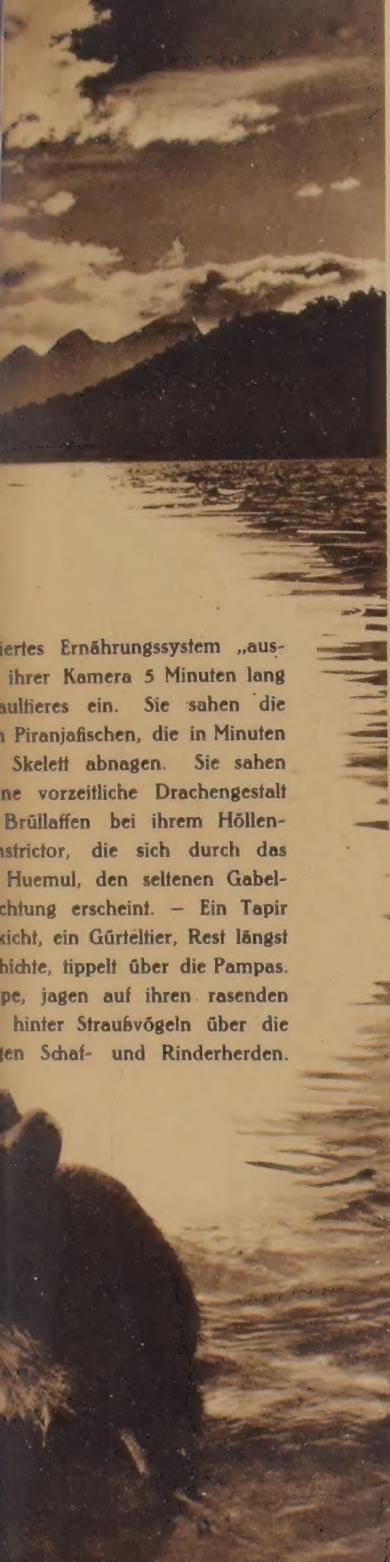 iertes Ernährungssystem „aus-
ihrer Kamera 5 Minuten lang
aultieres ein. Sie sahen die
n Piranjafischen, die in Minuten
Skelett abnagen. Sie sahen
ne vorzeitliche Drachengestalt
Brüllaffen bei ihrem Höllen-
nstrictor, die sich durch das
Huemul, den seltenen Gabel-
chtung erscheint. — Ein Tapir
kicht, ein Gürteltier, Rest längst
hichte, tippelt über die Pampas.
pe, jagen auf ihren rasenden
hinter Straußvögeln über die
gen Schaf- und Rinderherden.